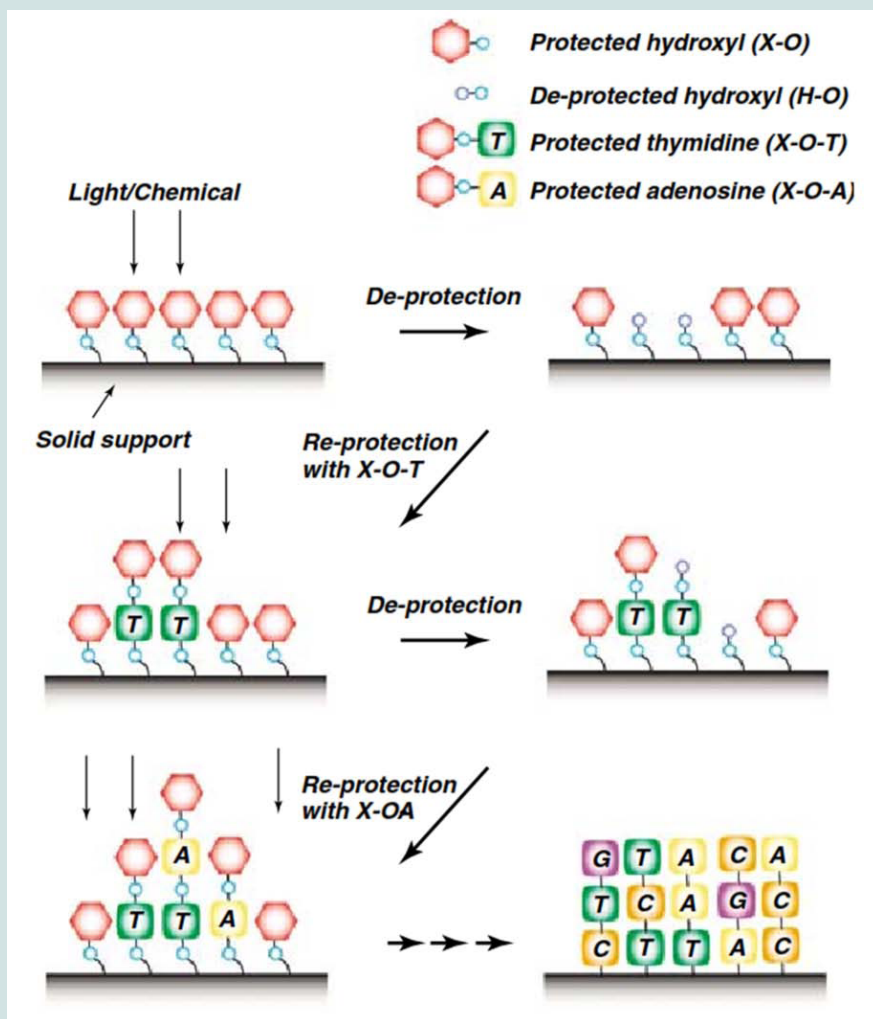 Protected hydroxyl (X-O)
De-protected hydroxyl (H-O)
T Protected thymidine (X-O-T)
A Protected adenosine (X-O-A)
Light/Chemical
De-protection
Solid support
Re-protection
with X-O-T
T T
De-protection
T T
Re-protection
with X-OA
A
T T A
G T A C A
T C A G C
C T T A C